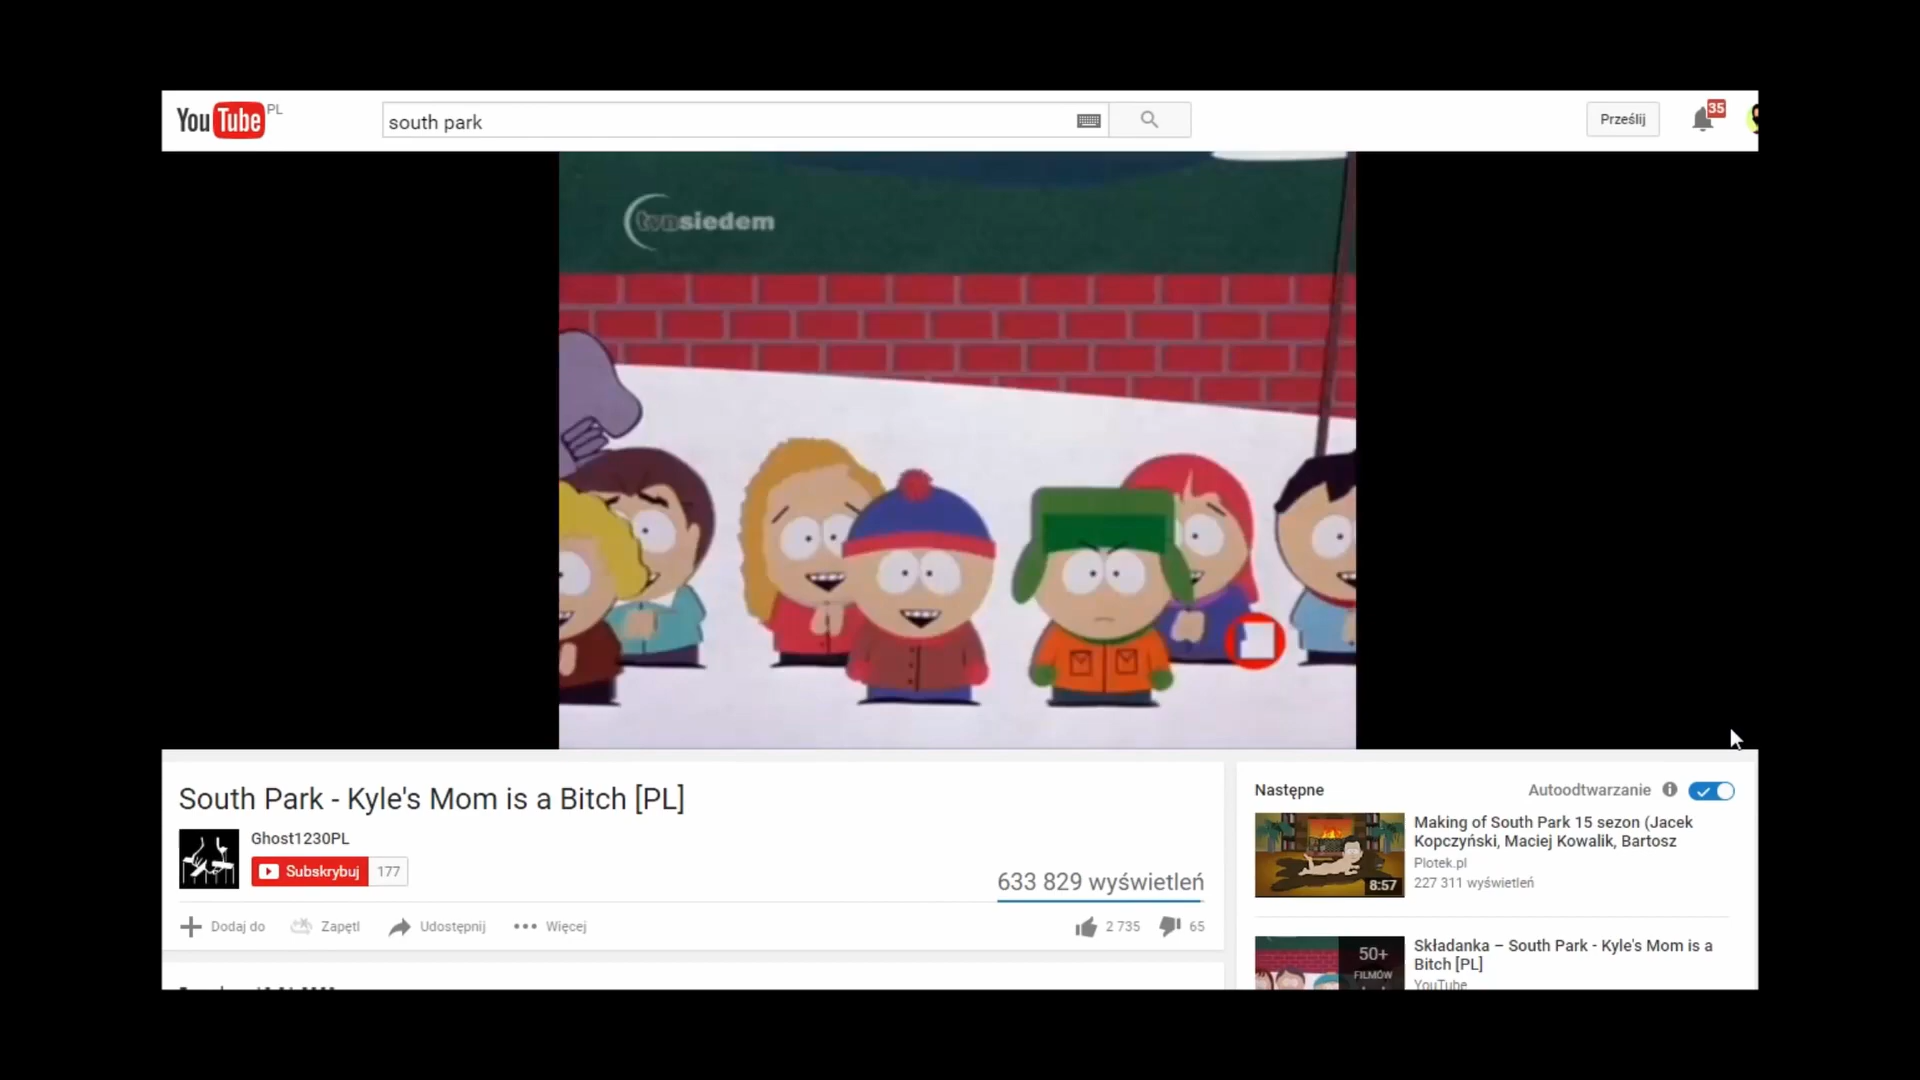 YouTube PL
south park
Prześlij
35
tvnsiedem
South Park - Kyle's Mom is a Bitch [PL]
Ghost1230PL
Subskrybuj 177
633 829 wyświetleń
Dodaj do Zapętl Udostępnij Więcej
2 735 65
Następne
Autoodtwarzanie
Making of South Park 15 sezon (Jacek
Kopczyński, Maciej Kowalik, Bartosz
Plotek.pl
227 311 wyświetleń
8:57
Składanka – South Park - Kyle's Mom is a
Bitch [PL]
YouTube
50+
FILMÓW